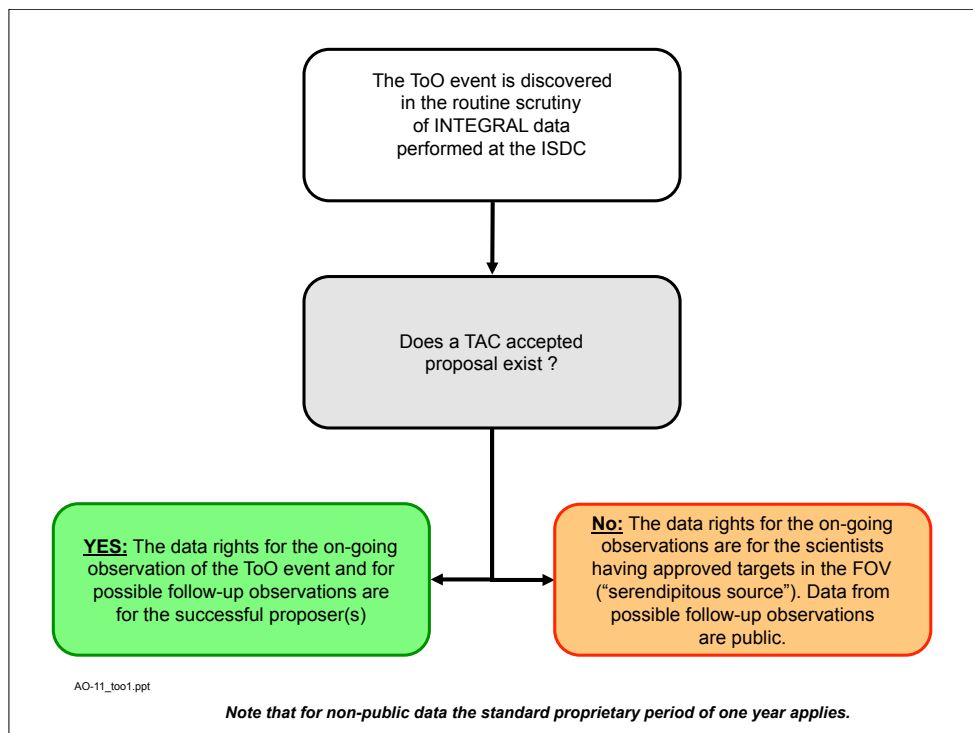 The ToO event is discovered
in the routine scrutiny
of INTEGRAL data
performed at the ISDC
Does a TAC accepted
proposal exist ?
YES: The data rights for the on-going
observation of the ToO event and for
possible follow-up observations are
for the successful proposer(s)
No: The data rights for the on-going
observations are for the scientists
having approved targets in the FOV
(“serendipitous source”). Data from
possible follow-up observations
are public.
AO-11_too1.ppt
Note that for non-public data the standard proprietary period of one year applies.